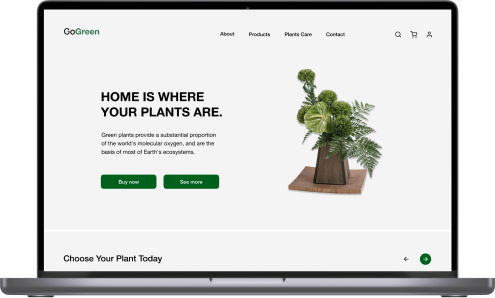 GoGreen
About Products Plants Care Contact
HOME IS WHERE
YOUR PLANTS ARE.
Green plants provide a substantial proportion
of the world's molecular oxygen, and are the
basis of most of Earth's ecosystems.
Buy now See more
Choose Your Plant Today